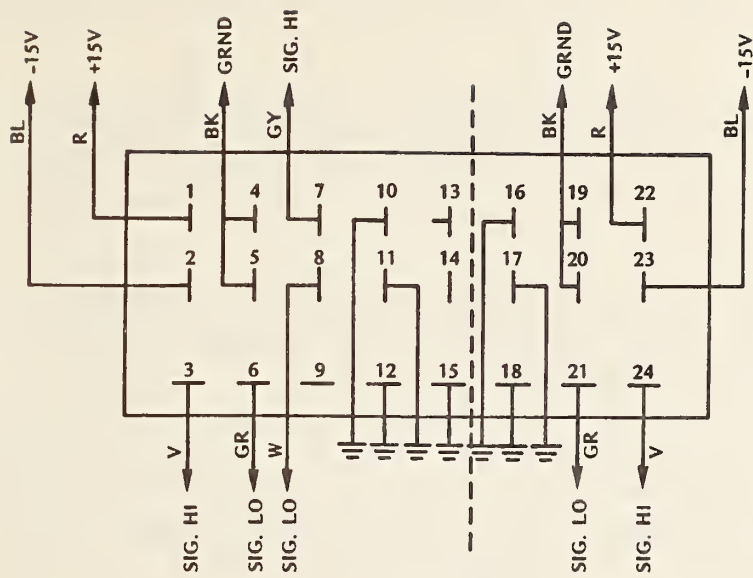 -15V
+15V
GRND
SIG. HI
GRND
+15V
-15V
BL
R
BK
GY
BK
R
BL
1
4
7
10
13
16
19
22
2
5
8
11
14
17
20
23
3
6
9
12
15
18
21
24
V
GR
W
GR
V
SIG. HI
SIG. LO
SIG. LO
SIG. LO
SIG. HI